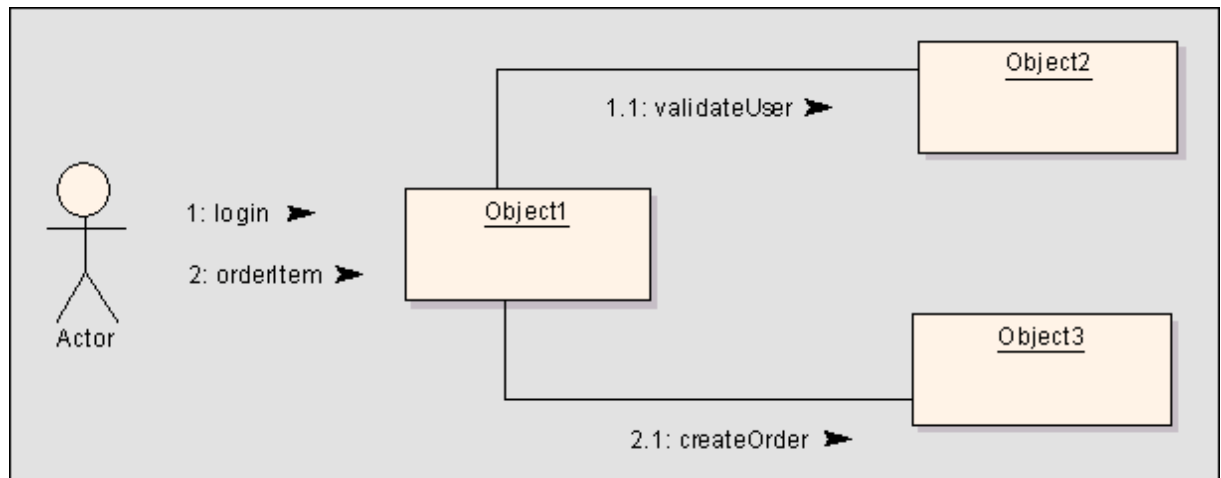 Object2
1.1: validateUser
Object1
1: login
2: orderItem
Actor
Object3
2.1: createOrder